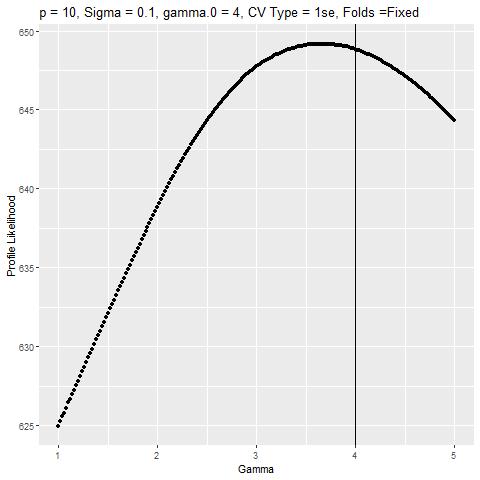 p = 10, Sigma = 0.1, gamma.0 = 4, CV Type = 1se, Folds =Fixed
650
645
640
635
630
625
Profile Likelihood
1 2 3 4 5
Gamma